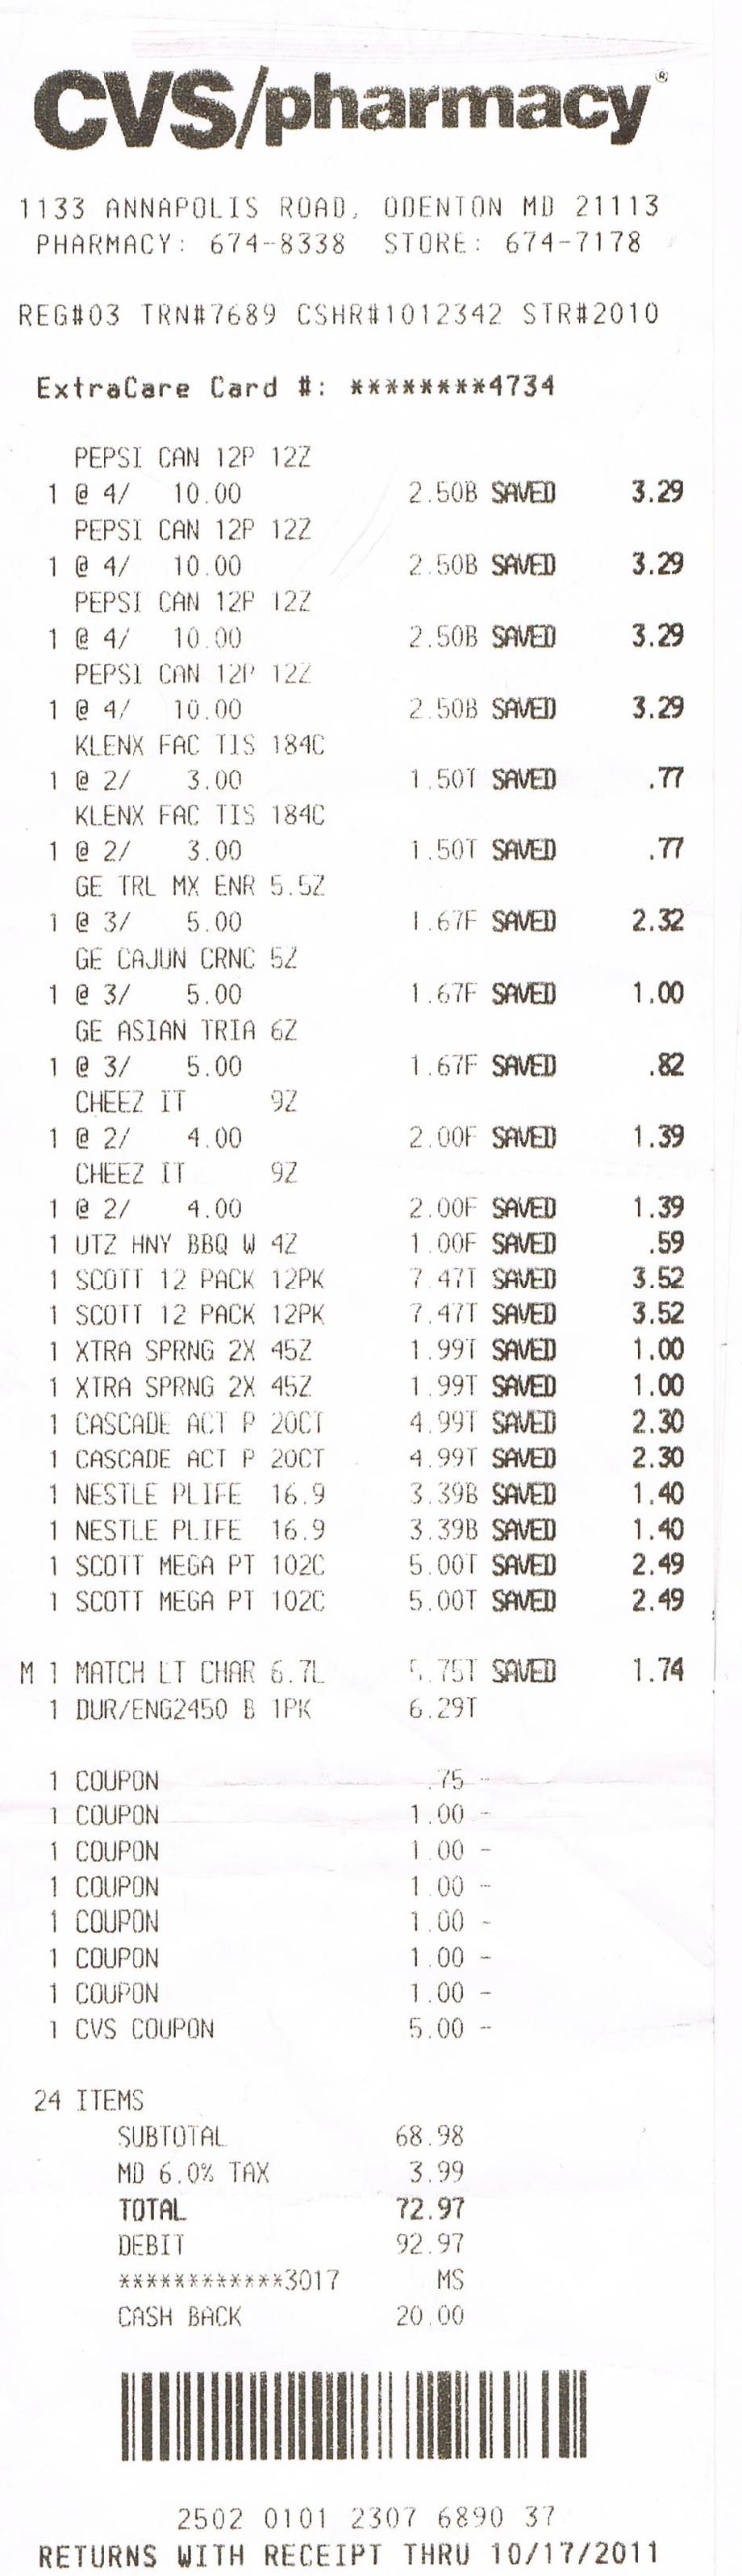 CVS/pharmacy®
1133 ANNAPOLIS ROAD, ODENTON MD 21113
PHARMACY: 674-8338 STORE: 674-7178
REG#03 TRN#7689 CSHR#1012342 STR#2010
ExtraCare Card #: ********4734
PEPSI CAN 12P 12Z
1 @ 4/ 10.00 2.50B SAVED 3.29
PEPSI CAN 12P 12Z
1 @ 4/ 10.00 2.50B SAVED 3.29
PEPSI CAN 12P 12Z
1 @ 4/ 10.00 2.50B SAVED 3.29
PEPSI CAN 12P 12Z
1 @ 4/ 10.00 2.50B SAVED 3.29
KLENX FAC TIS 184C
1 @ 2/ 3.00 1.50T SAVED .77
KLENX FAC TIS 184C
1 @ 2/ 3.00 1.50T SAVED .77
GE TRL MX ENR 5.5Z
1 @ 3/ 5.00 1.67F SAVED 2.32
GE CAJUN CRNC 5Z
1 @ 3/ 5.00 1.67F SAVED 1.00
GE ASIAN TRIA 6Z
1 @ 3/ 5.00 1.67F SAVED .82
CHEEZ IT 9Z
1 @ 2/ 4.00 2.00F SAVED 1.39
CHEEZ IT 9Z
1 @ 2/ 4.00 2.00F SAVED 1.39
1 UTZ HNY BBQ W 4Z 1.00F SAVED .59
1 SCOTT 12 PACK 12PK 7.47T SAVED 3.52
1 SCOTT 12 PACK 12PK 7.47T SAVED 3.52
1 XTRA SPRNG 2X 45Z 1.99T SAVED 1.00
1 XTRA SPRNG 2X 45Z 1.99T SAVED 1.00
1 CASCADE ACT P 20CT 4.99T SAVED 2.30
1 CASCADE ACT P 20CT 4.99T SAVED 2.30
1 NESTLE PLIFE 16.9 3.39B SAVED 1.40
1 NESTLE PLIFE 16.9 3.39B SAVED 1.40
1 SCOTT MEGA PT 102C 5.00T SAVED 2.49
1 SCOTT MEGA PT 102C 5.00T SAVED 2.49
M 1 MATCH LT CHAR 6.7L 5.75T SAVED 1.74
1 DUR/ENG2450 B 1PK 6.29T
1 COUPON .75 -
1 COUPON 1.00 -
1 COUPON 1.00 -
1 COUPON 1.00 -
1 COUPON 1.00 -
1 COUPON 1.00 -
1 COUPON 1.00 -
1 CVS COUPON 5.00 -
24 ITEMS
SUBTOTAL 68.98
MD 6.0% TAX 3.99
TOTAL 72.97
DEBIT 92.97
************3017 MS
CASH BACK 20.00
2502 0101 2307 6890 37
RETURNS WITH RECEIPT THRU 10/17/2011